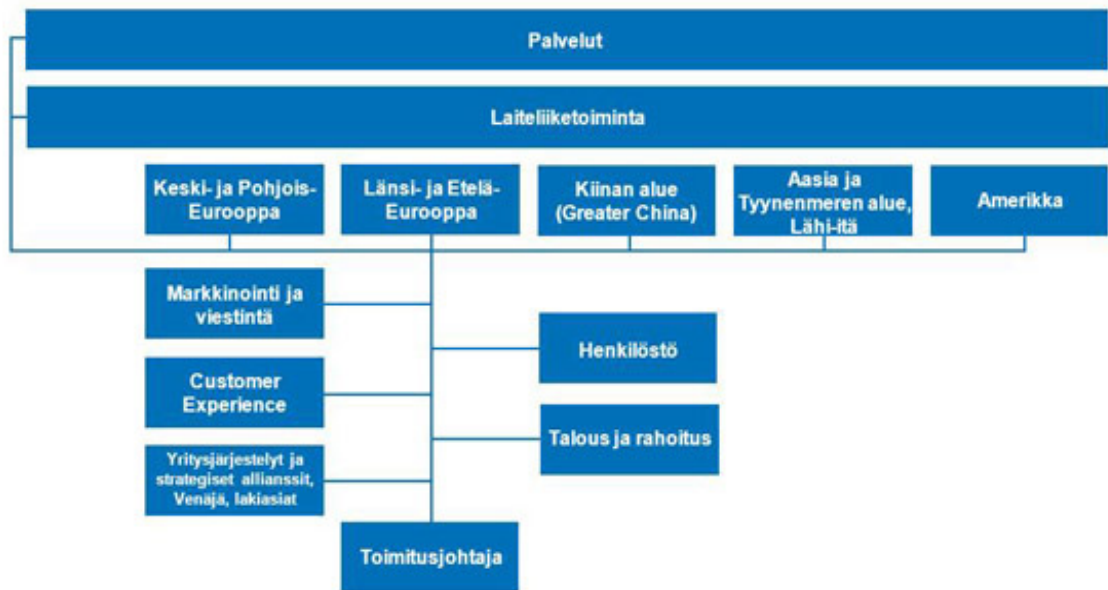 Palvelut
Laiteliiketoiminta
Keski- ja Pohjois-
Eurooppa
Länsi- ja Etelä-
Eurooppa
Kiinan alue
(Greater China)
Aasia ja
Tyynenmeren alue,
Lähi-itä
Amerikka
Markkinointi ja
viestintä
Henkilöstö
Customer
Experience
Talous ja rahoitus
Yritysjärjestelyt ja
strategiset allianssit,
Venäjä, lakiasiat
Toimitusjohtaja